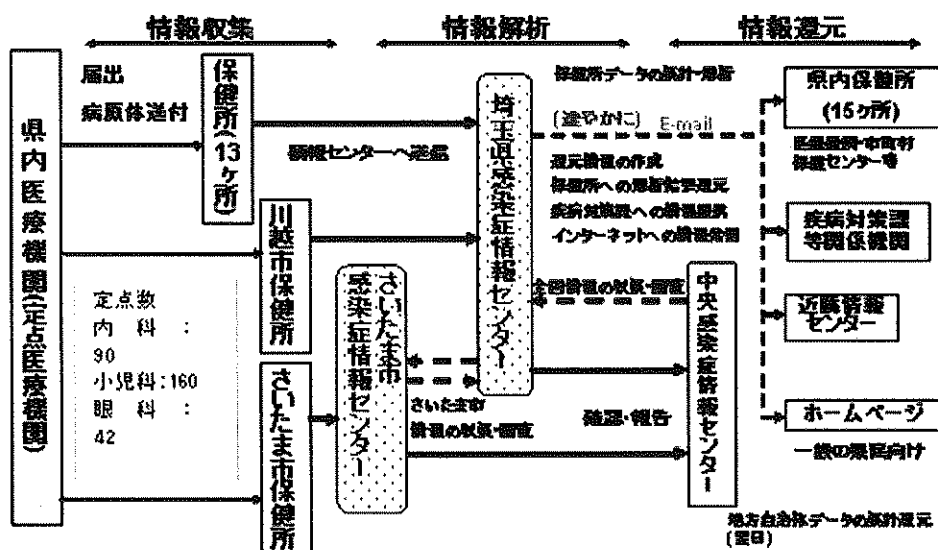 情報収集
情報解析
情報還元
県内医療機関(定点医療機関)
届出
病原体送付
保健所(13ヶ所)
川越市保健所
さいたま市保健所
定点数
内 科 :
90
小児科:160
眼 科 :
42
情報センターへ送信
さいたま市
感染症情報センター
埼玉県感染症情報センター
さいたま市
情報の収集・調査
保健所データの集計・解析
(速やかに) E-mail
還元情報の作成
保健所への解析結果還元
疾病対策課への情報提供
インターネットへの情報公開
全国情報の収集・調査
確認・報告
中央感染症情報センター
県内保健所
(15ヶ所)
医療機関・市町村
保健センター等
疾病対策課
等関係機関
近隣情報
センター
ホームページ
一般の県民向け
地方自治体データの集計還元
(翌日)